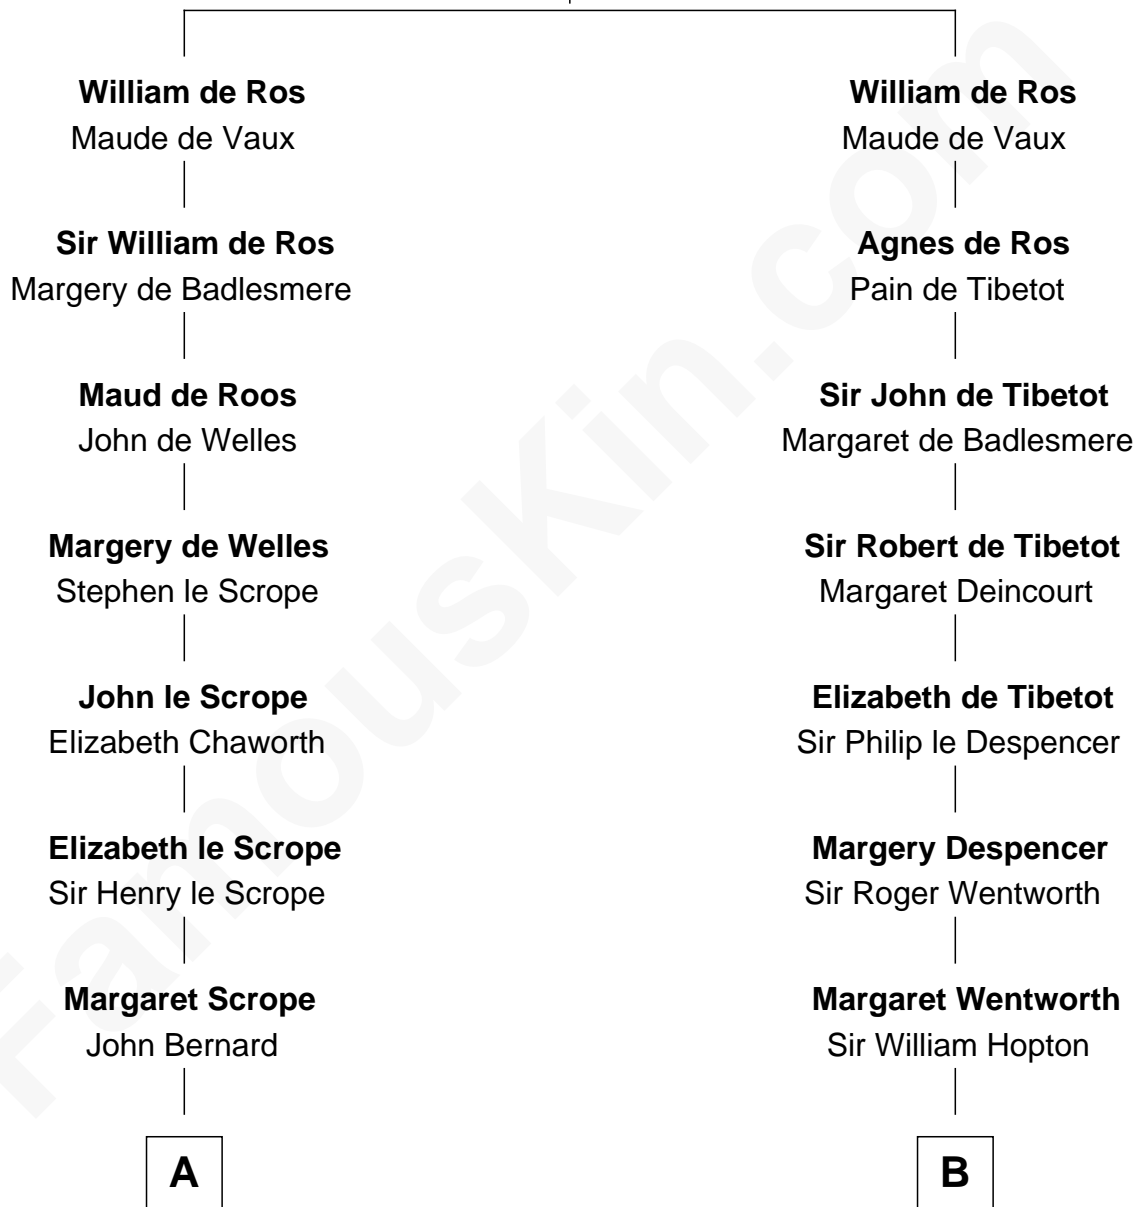 William de Ros
Maude de Vaux
Sir William de Ros
Margery de Badlesmere
Maud de Roos
John de Welles
Margery de Welles
Stephen le Scrope
John le Scrope
Elizabeth Chaworth
Elizabeth le Scrope
Sir Henry le Scrope
Margaret Scrope
John Bernard
A
William de Ros
Maude de Vaux
Agnes de Ros
Pain de Tibetot
Sir John de Tibetot
Margaret de Badlesmere
Sir Robert de Tibetot
Margaret Deincourt
Elizabeth de Tibetot
Sir Philip le Despencer
Margery Despencer
Sir Roger Wentworth
Margaret Wentworth
Sir William Hopton
B
FamousKin.com